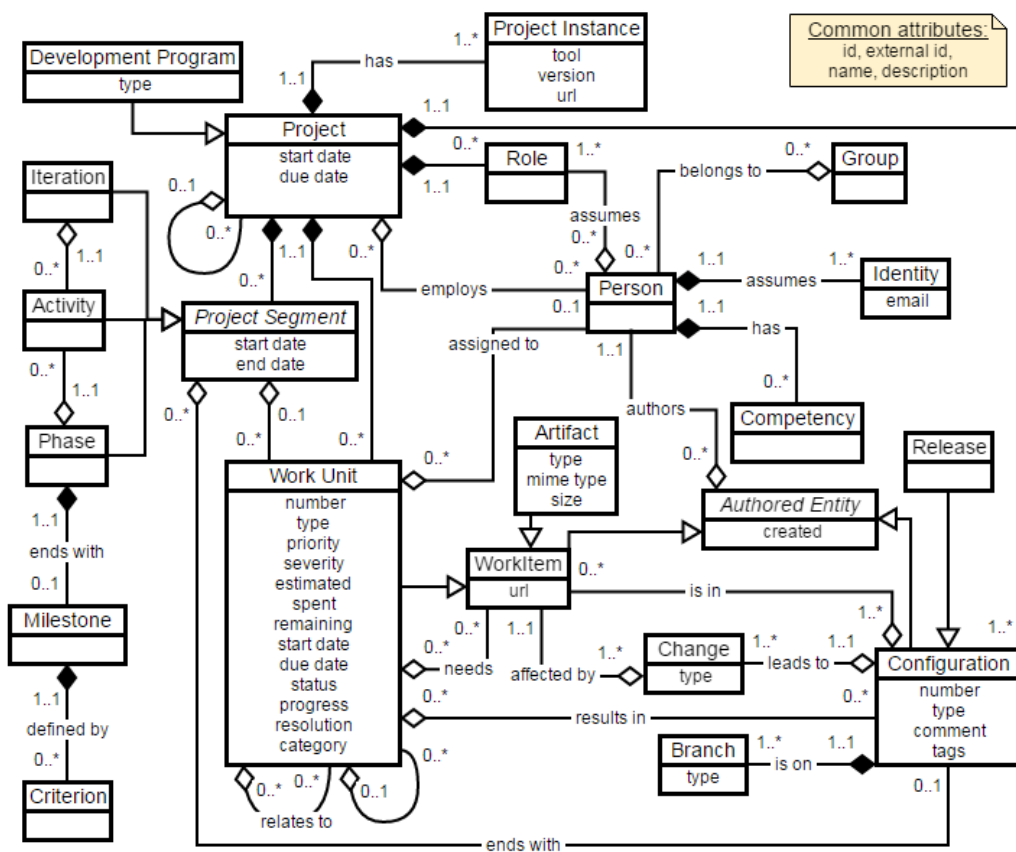 Project Instance
tool
version
url
Common attributes:
id, external id,
name, description
Development Program
type
1..*
has
1..1
Project
start date
due date
1..1
0..*
1..1
Role
1..*
0..*
Group
belongs to
Iteration
0..1
0..*
assumes
0..*
0..*
1..1
0..*
1..1
0..*
employs
0..*
Person
0..1
1..1
assumes
1..*
Identity
email
1..1
has
Activity
0..*
Project Segment
start date
end date
assigned to
1..1
0..*
1..1
0..*
0..1
authors
0..*
Competency
Phase
0..*
0..*
0..*
Artifact
type
mime type
size
0..*
Release
Work Unit
number
type
priority
severity
estimated
spent
remaining
start date
due date
status
progress
resolution
category
Authored Entity
created
1..1
ends with
0..1
WorkItem
url
0..*
is in
Milestone
0..*
1..1
needs
0..*
affected by
1..*
Change
type
1..*
leads to
1..1
1..*
1..*
Configuration
number
type
comment
tags
1..1
defined by
0..*
0..*
results in
0..*
Branch
type
1..*
is on
1..1
Criterion
0..*
0..*
0..1
0..*
relates to
0..1
0..*
ends with